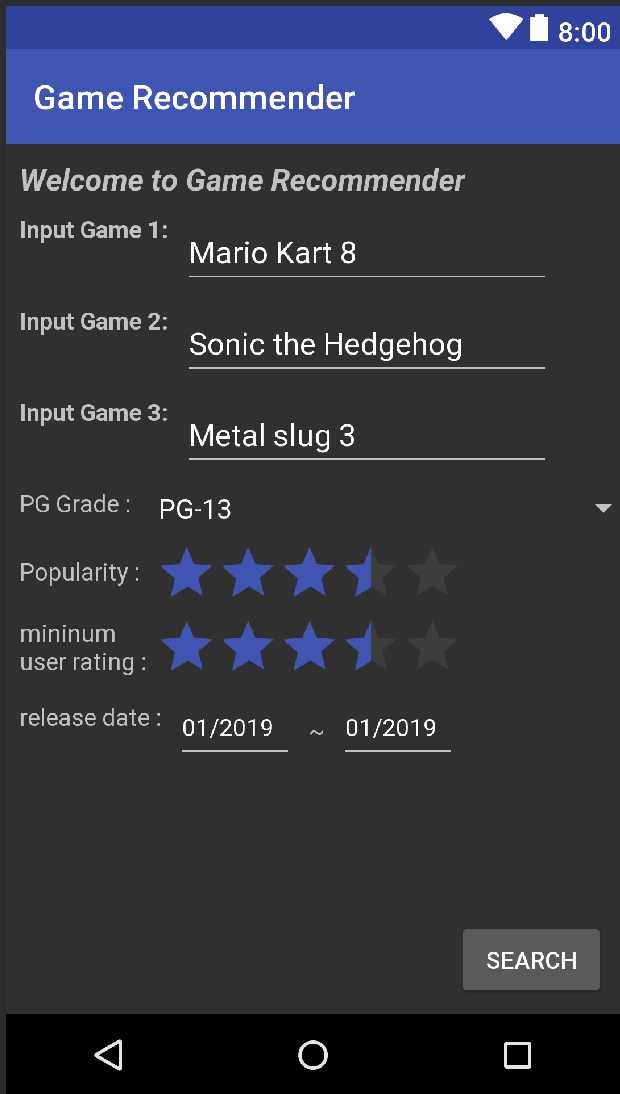 8:00
Game Recommender
Welcome to Game Recommender
Input Game 1:
Mario Kart 8
Input Game 2:
Sonic the Hedgehog
Input Game 3:
Metal slug 3
PG Grade : PG-13
Popularity :
mininum
user rating :
release date : 01/2019 ~ 01/2019
SEARCH